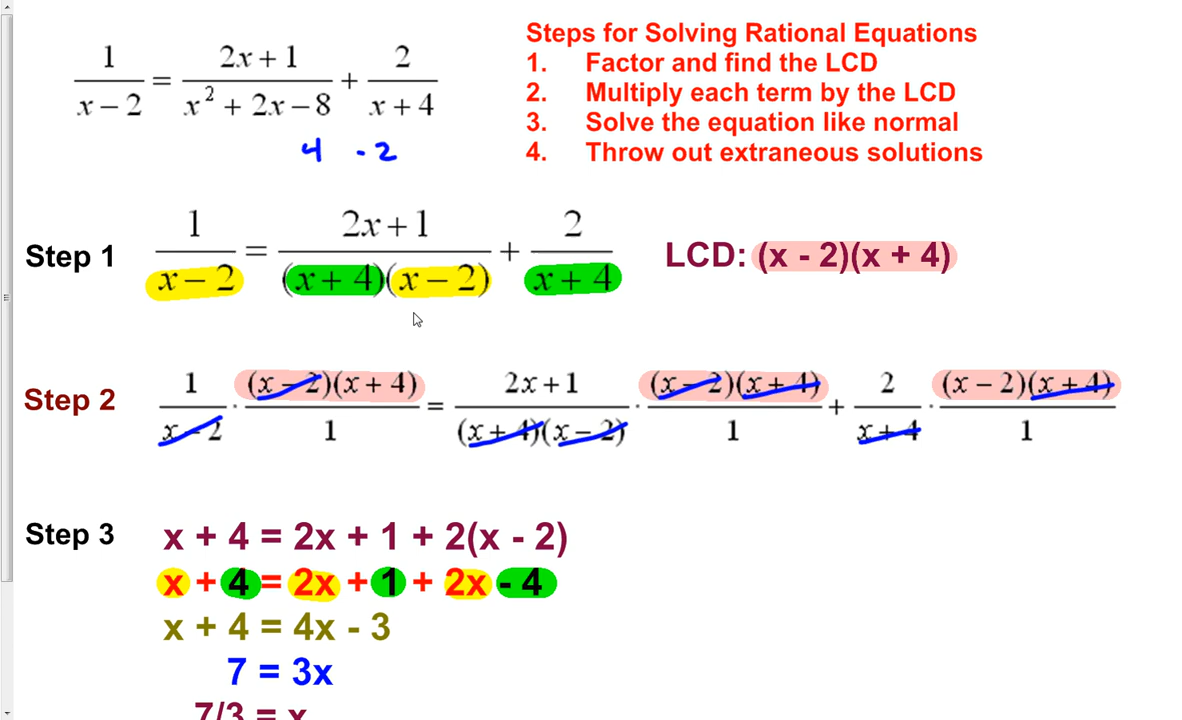 1/(x − 2) = (2x + 1)/(x² + 2x − 8) + 2/(x + 4)
4 -2
Steps for Solving Rational Equations
1. Factor and find the LCD
2. Multiply each term by the LCD
3. Solve the equation like normal
4. Throw out extraneous solutions
Step 1 1/(x − 2) = (2x + 1)/((x + 4)(x − 2)) + 2/(x + 4) LCD: (x - 2)(x + 4)
Step 2 1/(x − 2) · (x − 2)(x + 4)/1 = (2x + 1)/((x + 4)(x − 2)) · (x − 2)(x + 4)/1 + 2/(x + 4) · (x − 2)(x + 4)/1
Step 3 x + 4 = 2x + 1 + 2(x - 2)
x + 4 = 2x + 1 + 2x - 4
x + 4 = 4x - 3
7 = 3x
7/3 = x